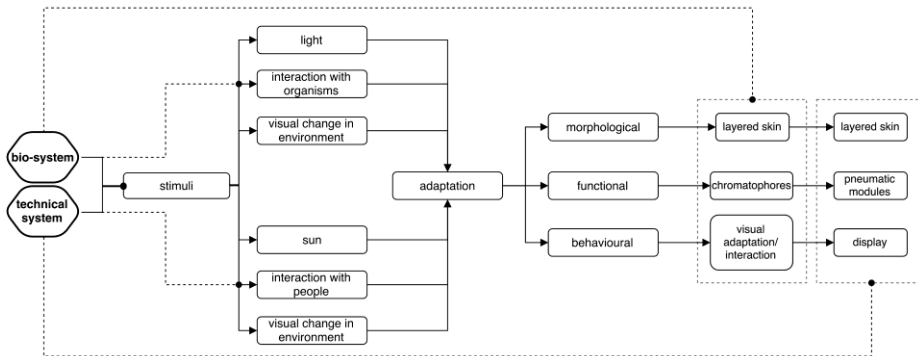 bio-system
technical
system
stimuli
light
interaction with
organisms
visual change in
environment
sun
interaction with
people
visual change in
environment
adaptation
morphological
functional
behavioural
layered skin
chromatophores
visual
adaptation/
interaction
layered skin
pneumatic
modules
display